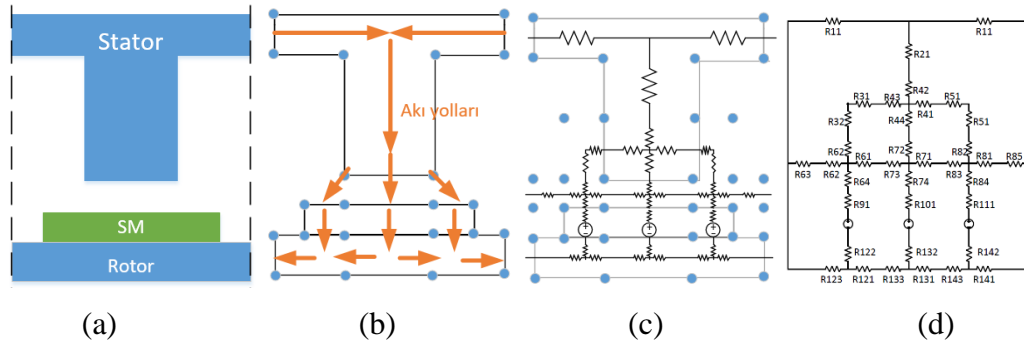 Stator
SM
Rotor
Akı yolları
R11 R11
R21
R42
R31 R43 R51
R32 R44 R41 R51
R62 R72 R82
R61 R71 R81 R85
R63 R62 R73 R83
R64 R74 R84
R91 R101 R111
R122 R132 R142
R123 R121 R133 R131 R143 R141
(a) (b) (c) (d)